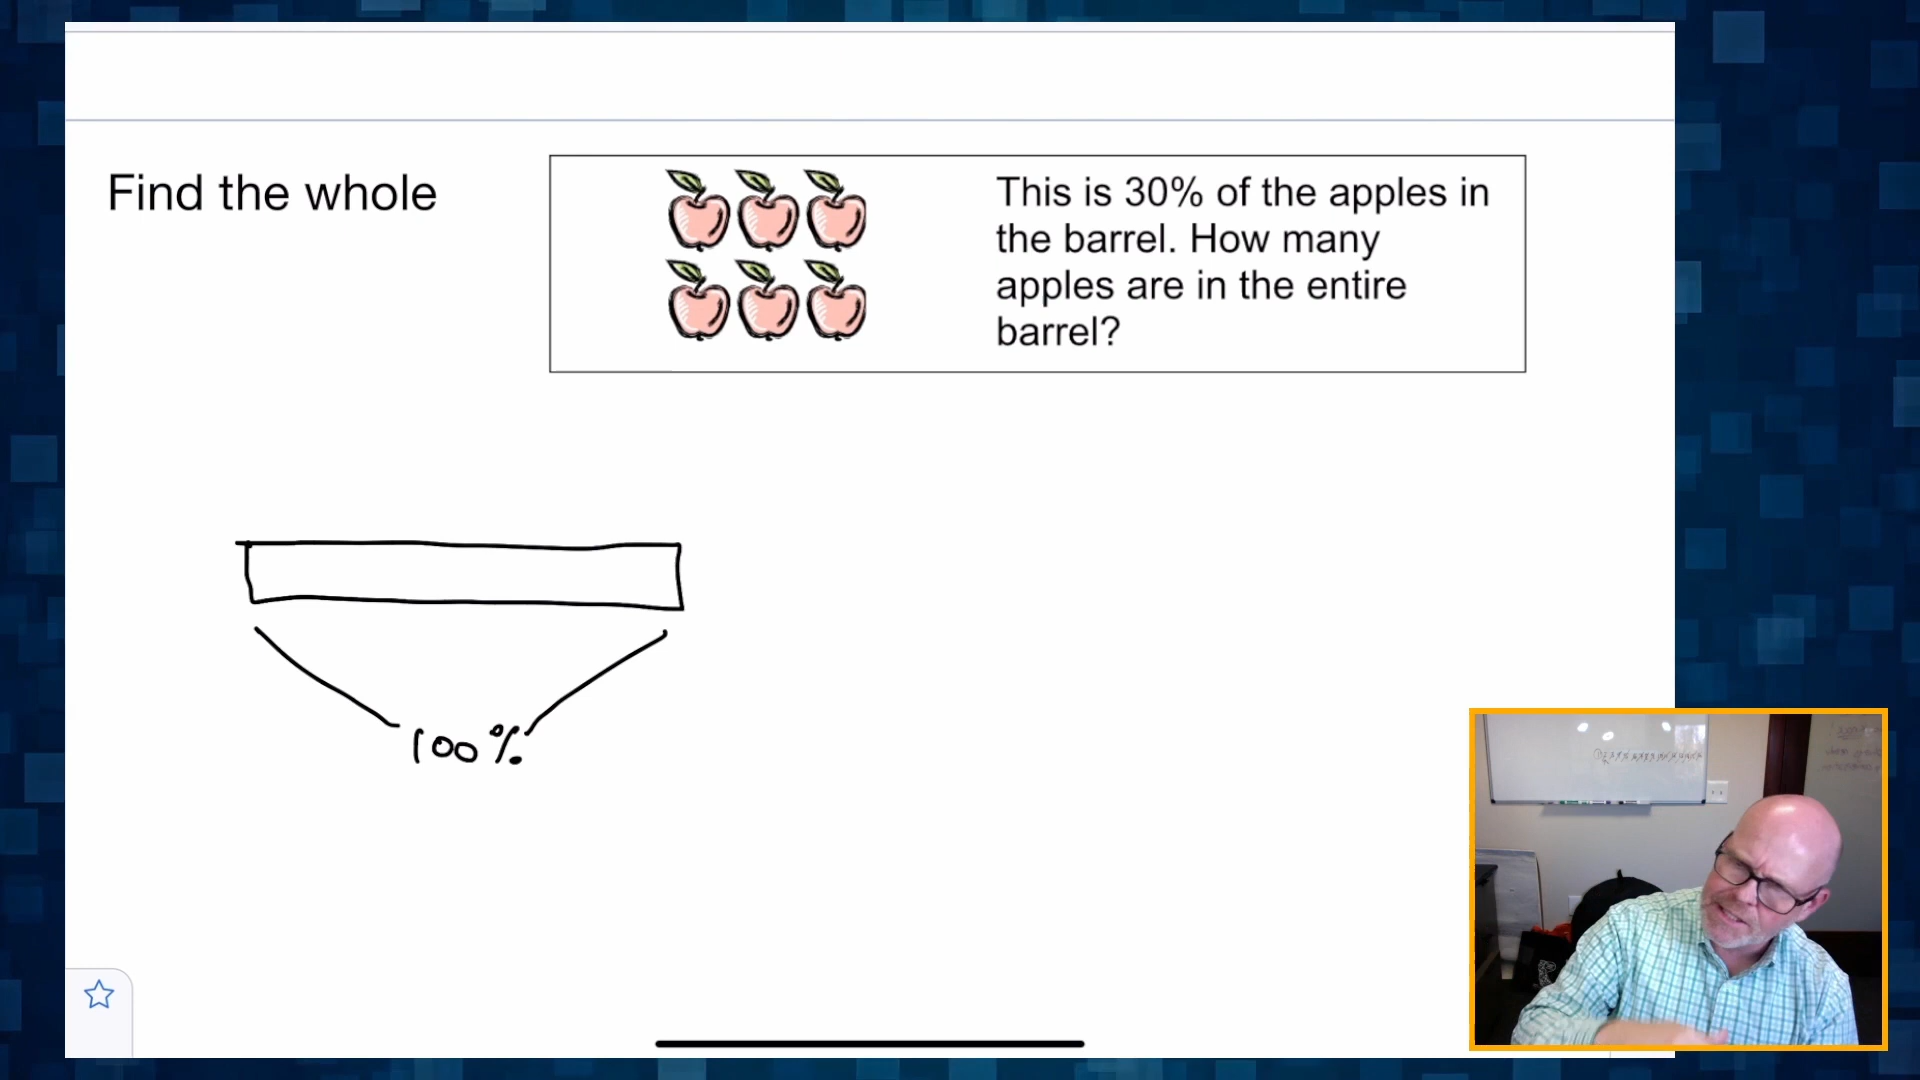 Find the whole
This is 30% of the apples in
the barrel. How many
apples are in the entire
barrel?
100%